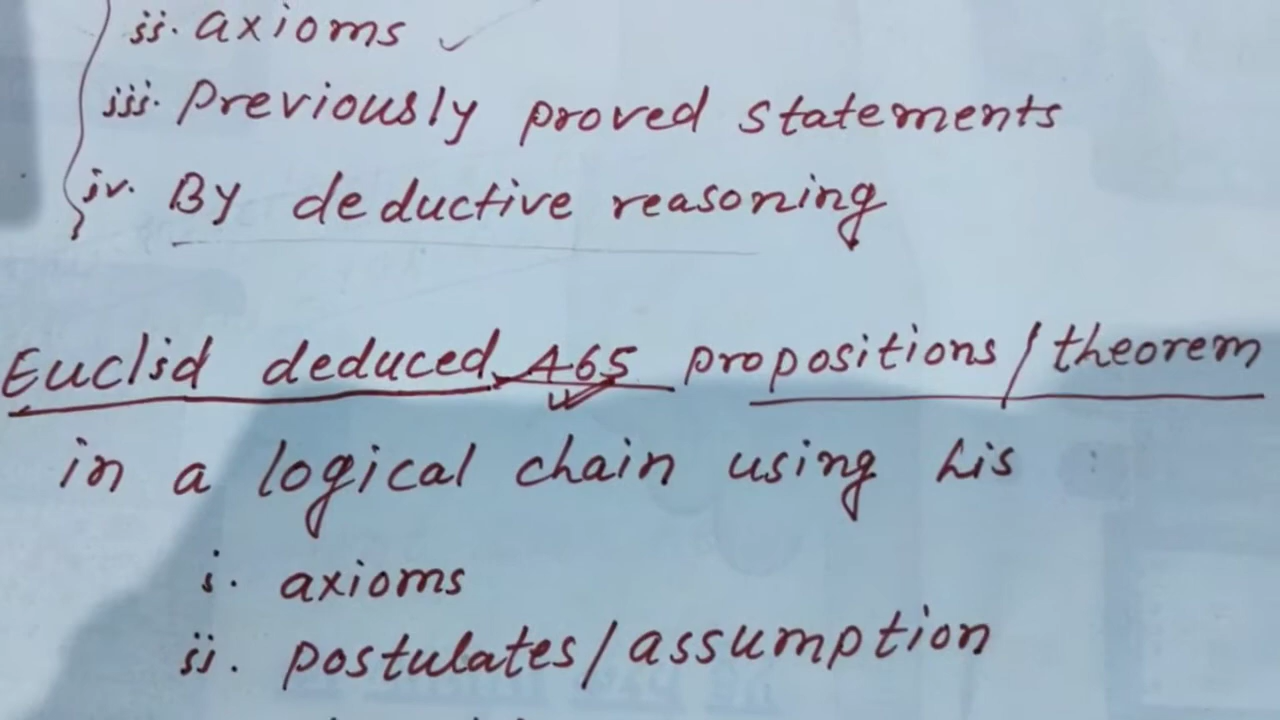 ii. axioms
iii. Previously proved statements
iv. By deductive reasoning
Euclid deduced 465 propositions/theorem
in a logical chain using his
i. axioms
ii. postulates/assumption